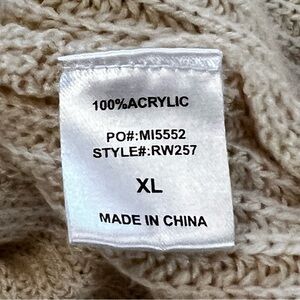 100%ACRYLIC
PO#:MI5552
STYLE#:RW257
XL
MADE IN CHINA